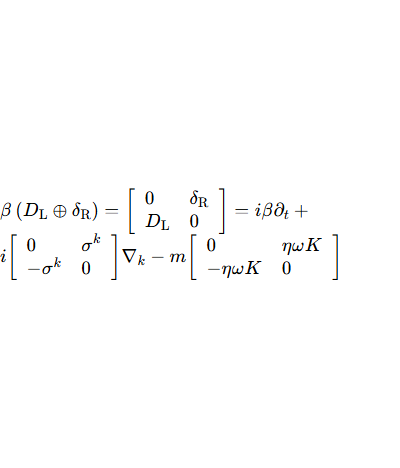 β (D_L ⊕ δ_R) = [ 0 δ_R ; D_L 0 ] = iβ∂_t +
i [ 0 σ^k ; −σ^k 0 ] ∇_k − m [ 0 ηωK ; −ηωK 0 ]